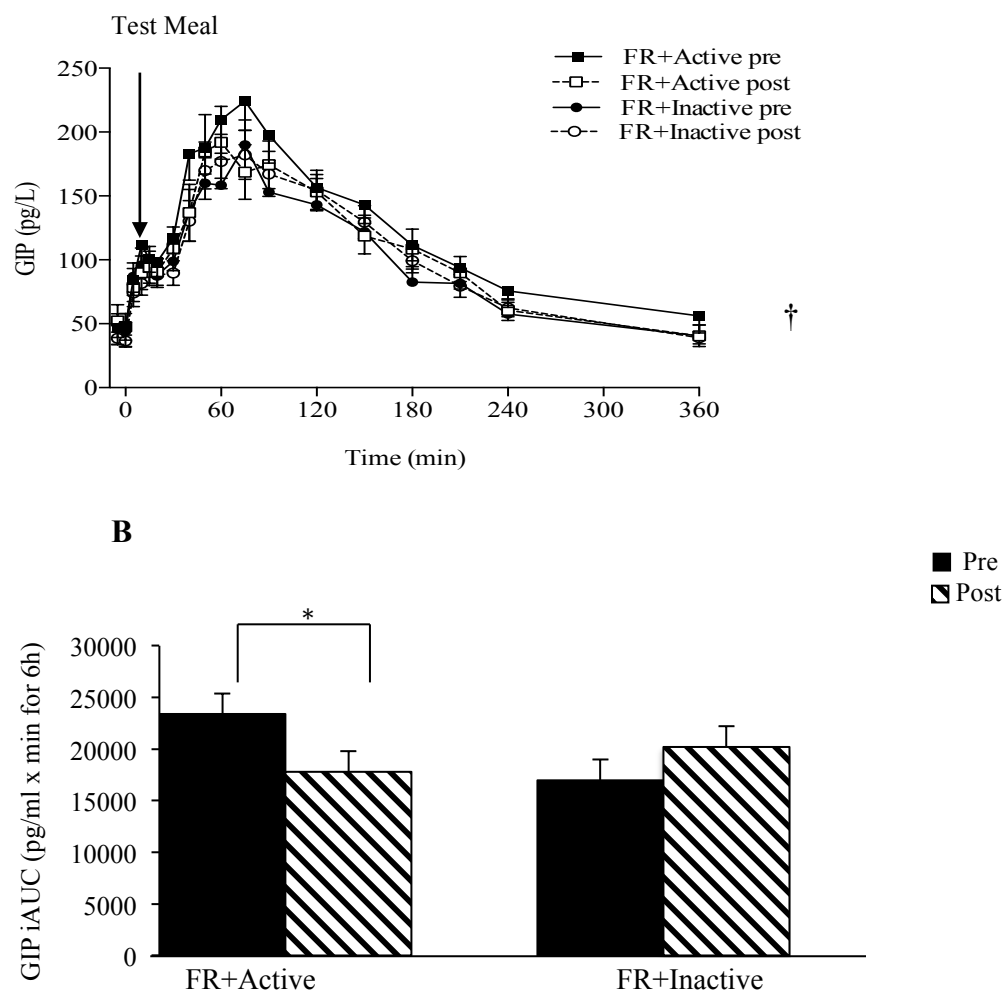 Test Meal
FR+Active pre
FR+Active post
FR+Inactive pre
FR+Inactive post
250
200
150
100
50
0
GIP (pg/L)
0 60 120 180 240 300 360
Time (min)
†
B
Pre
Post
*
30000
25000
20000
15000
10000
5000
0
GIP iAUC (pg/ml x min for 6h)
FR+Active FR+Inactive